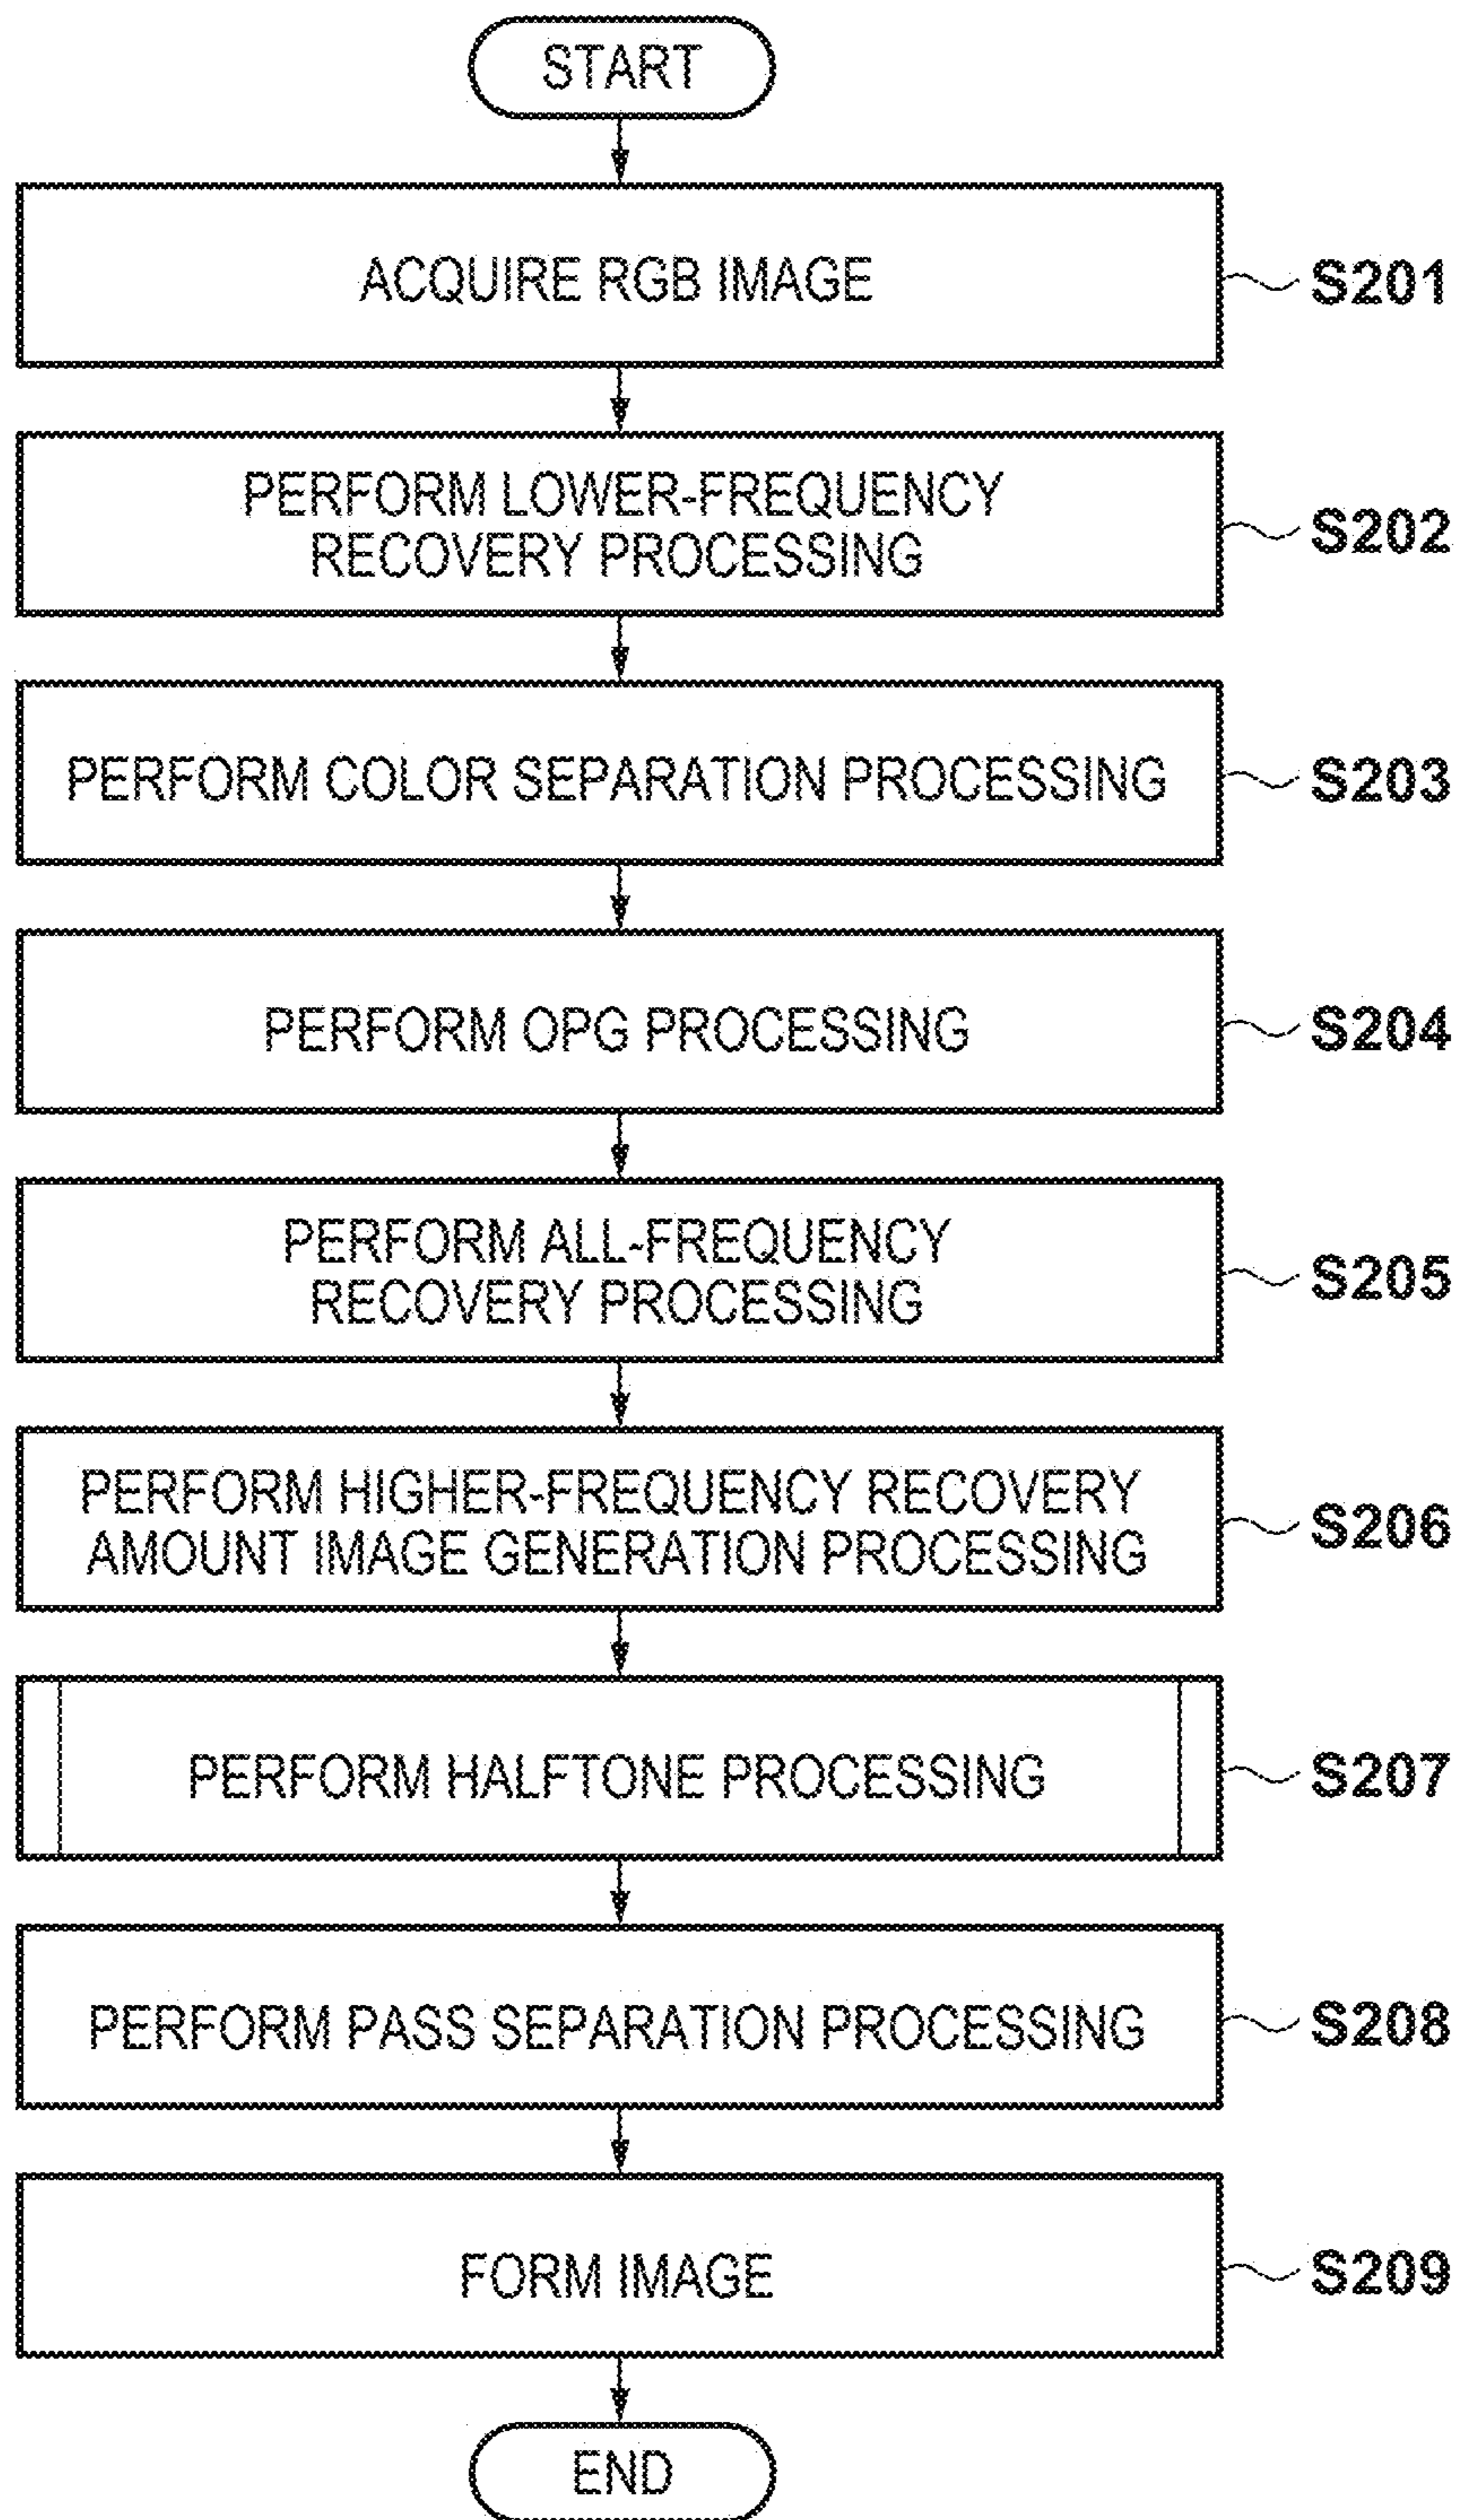 START
ACQUIRE RGB IMAGE
S201
PERFORM LOWER-FREQUENCY
RECOVERY PROCESSING
S202
PERFORM COLOR SEPARATION PROCESSING
S203
PERFORM OPG PROCESSING
S204
PERFORM ALL-FREQUENCY
RECOVERY PROCESSING
S205
PERFORM HIGHER-FREQUENCY RECOVERY
AMOUNT IMAGE GENERATION PROCESSING
S206
PERFORM HALFTONE PROCESSING
S207
PERFORM PASS SEPARATION PROCESSING
S208
FORM IMAGE
S209
END